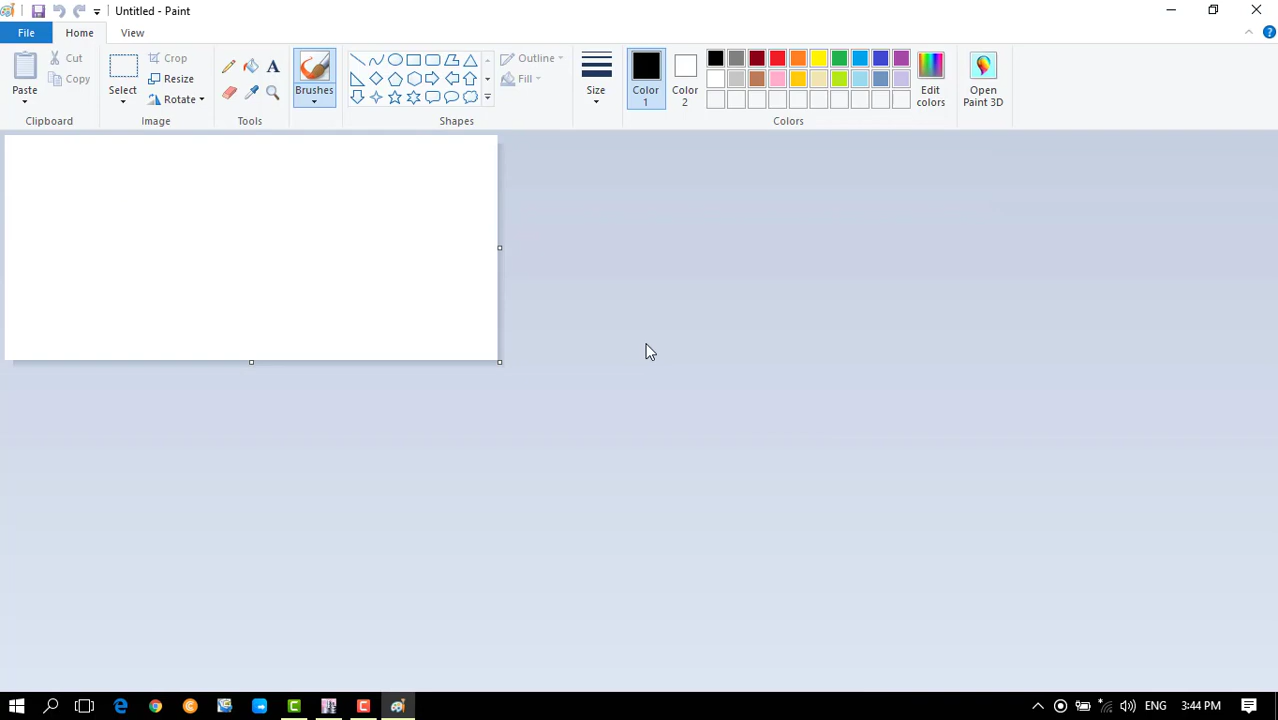 Untitled - Paint
File Home View
Paste
Cut
Copy
Clipboard
Select
Crop
Resize
Rotate
Image
A
Tools
Brushes
Shapes
Outline
Fill
Size
Color 1
Color 2
Colors
Edit colors
Open Paint 3D
ENG 3:44 PM